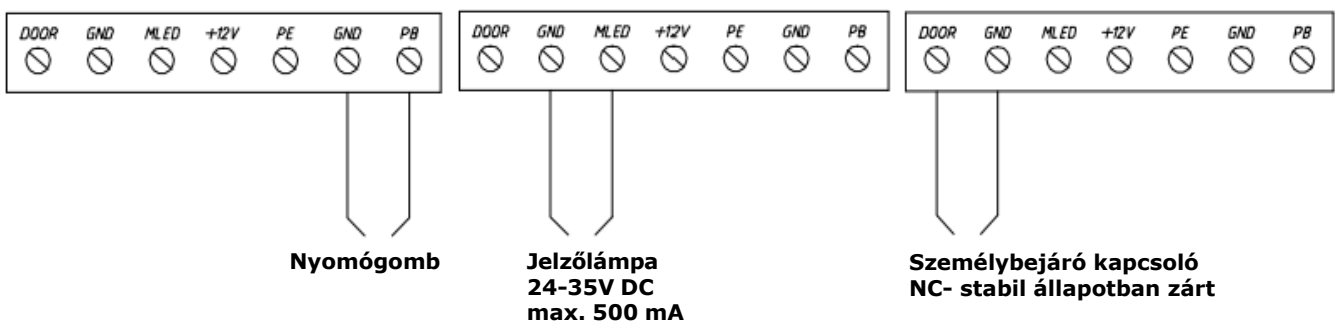 DOOR GND MLED +12V PE GND PB
DOOR GND MLED +12V PE GND PB
DOOR GND MLED +12V PE GND PB
Nyomógomb
Jelzőlámpa
24-35V DC
max. 500 mA
Személybejáró kapcsoló
NC- stabil állapotban zárt